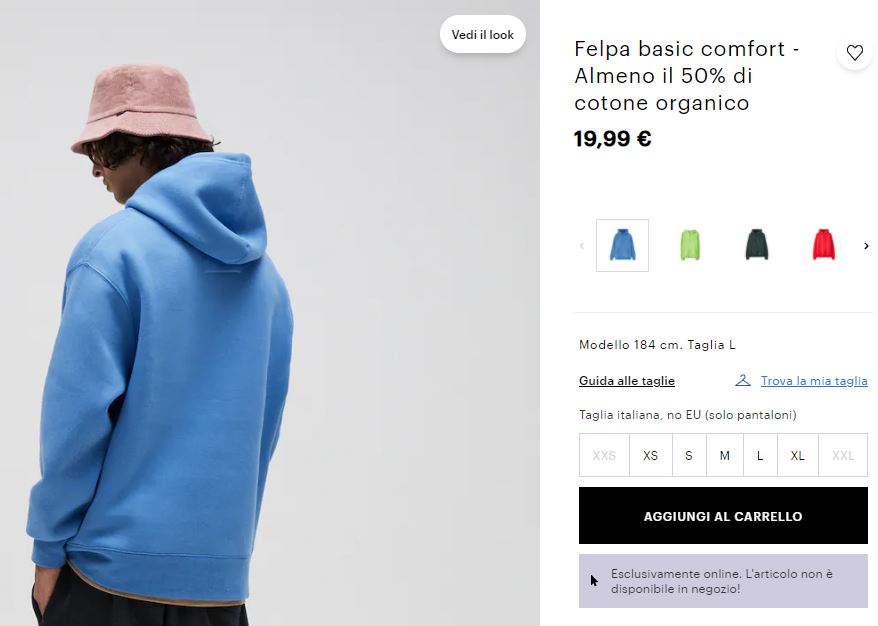 Vedi il look
Felpa basic comfort -
Almeno il 50% di
cotone organico
19,99 €
Modello 184 cm. Taglia L
Guida alle taglie
Trova la mia taglia
Taglia italiana, no EU (solo pantaloni)
XXS XS S M L XL XXL
AGGIUNGI AL CARRELLO
Esclusivamente online. L'articolo non è
disponibile in negozio!